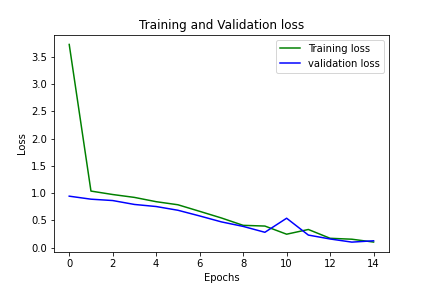 Training and Validation loss
Training loss
validation loss
3.5
3.0
2.5
2.0
1.5
1.0
0.5
0.0
Loss
0 2 4 6 8 10 12 14
Epochs